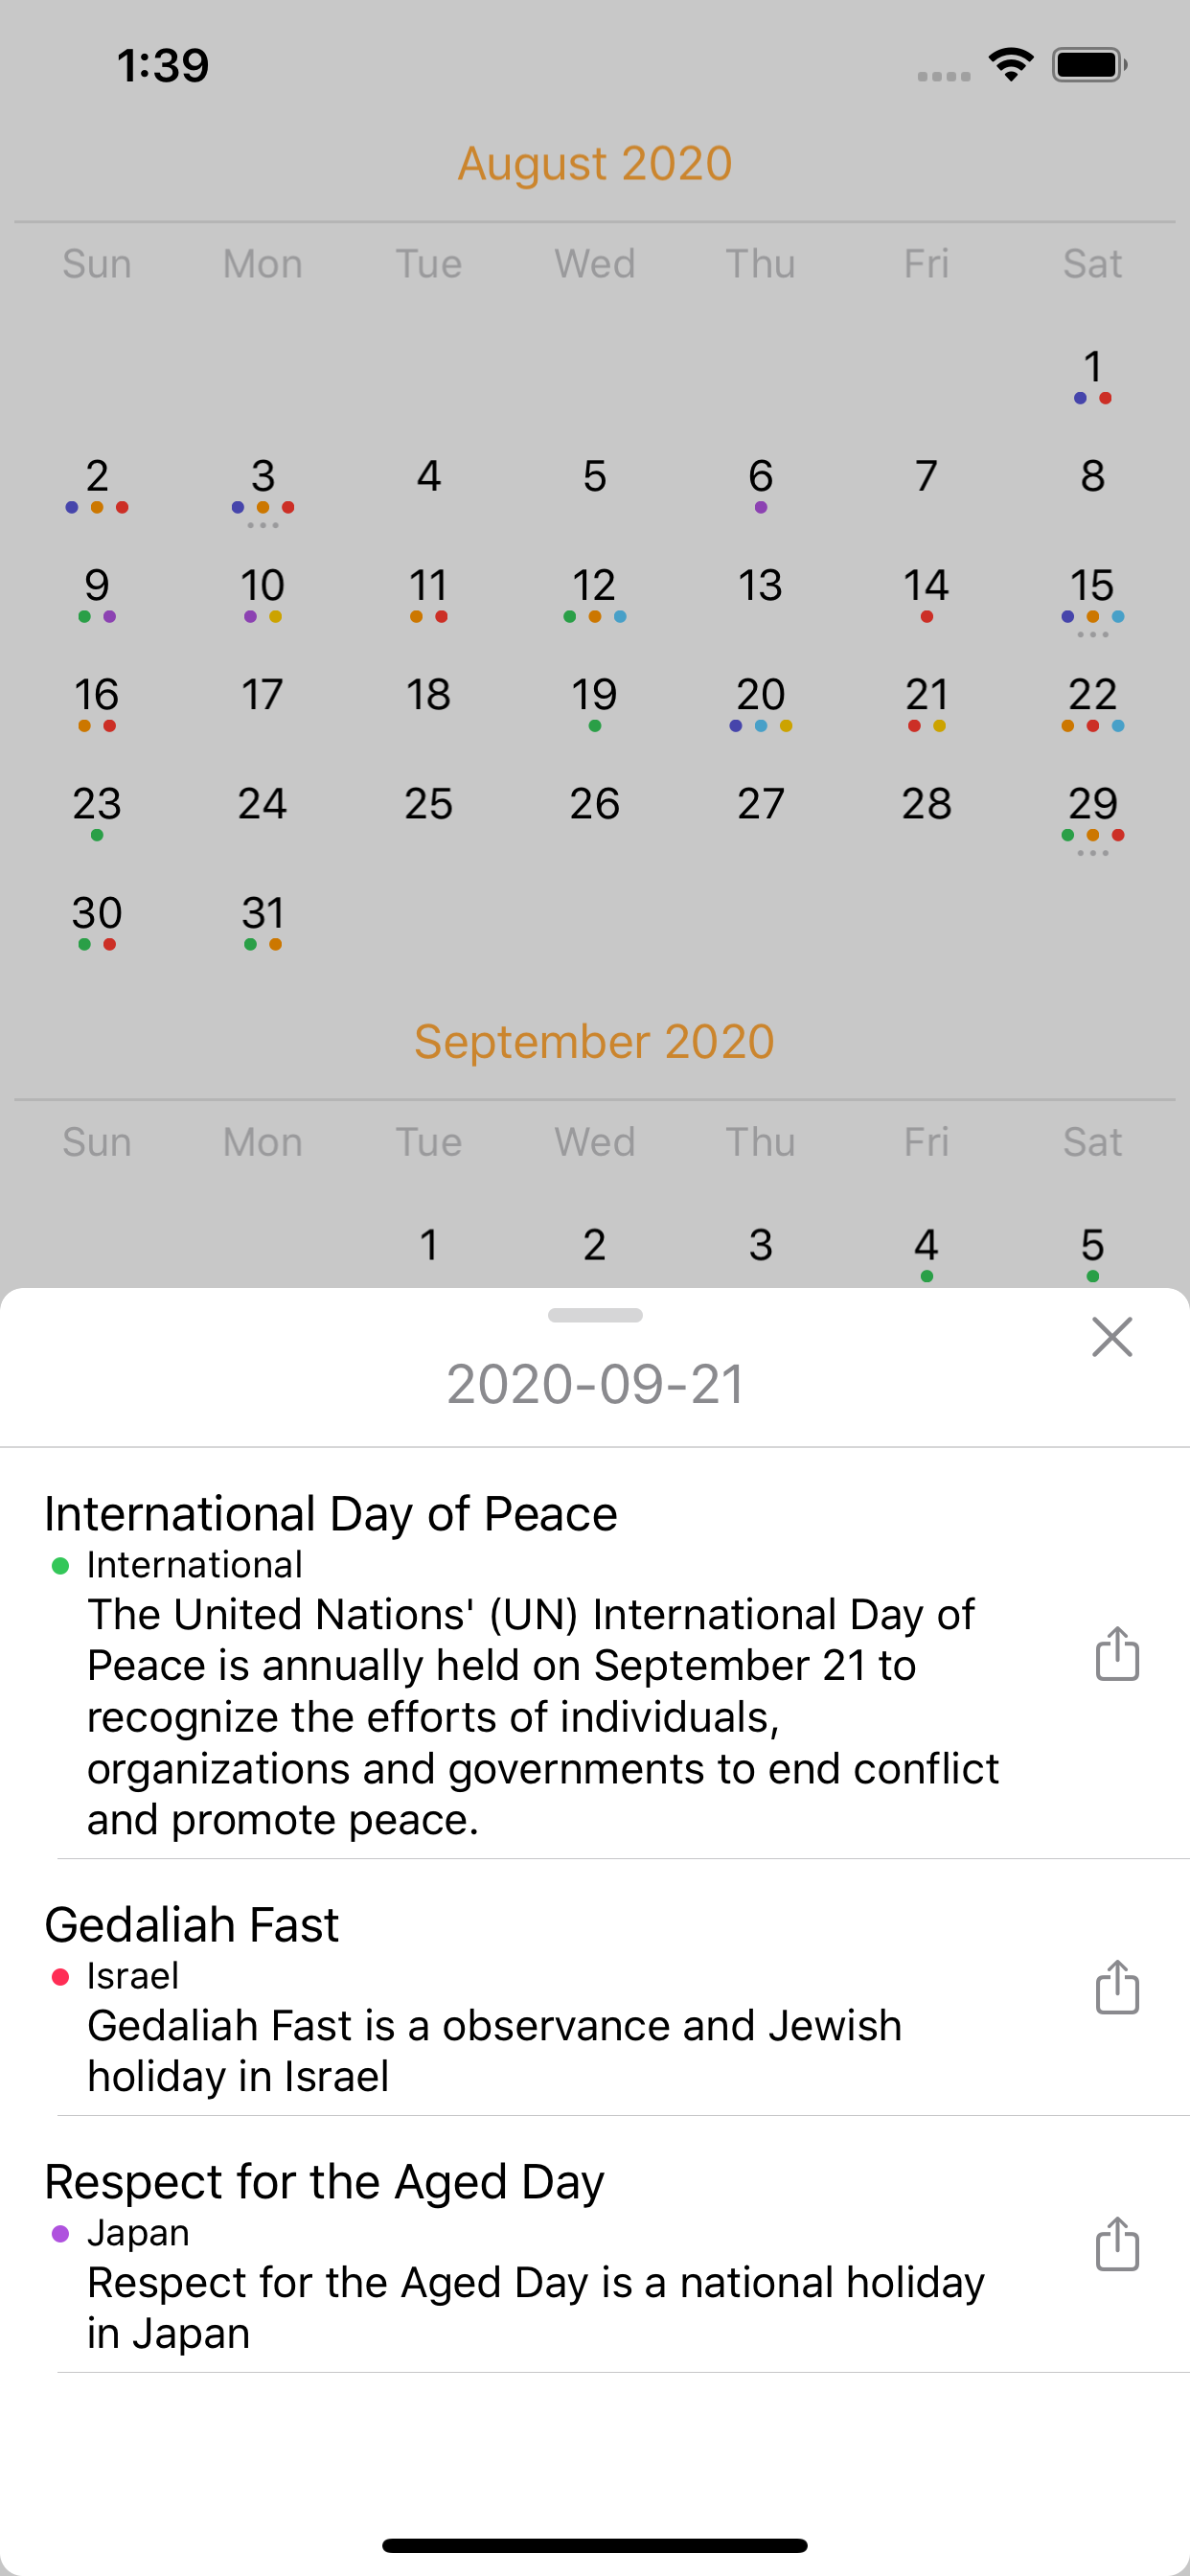 1:39
August 2020
Sun Mon Tue Wed Thu Fri Sat
1
2 3 4 5 6 7 8
9 10 11 12 13 14 15
16 17 18 19 20 21 22
23 24 25 26 27 28 29
30 31
September 2020
Sun Mon Tue Wed Thu Fri Sat
1 2 3 4 5
2020-09-21
International Day of Peace
International
The United Nations' (UN) International Day of
Peace is annually held on September 21 to
recognize the efforts of individuals,
organizations and governments to end conflict
and promote peace.
Gedaliah Fast
Israel
Gedaliah Fast is a observance and Jewish
holiday in Israel
Respect for the Aged Day
Japan
Respect for the Aged Day is a national holiday
in Japan